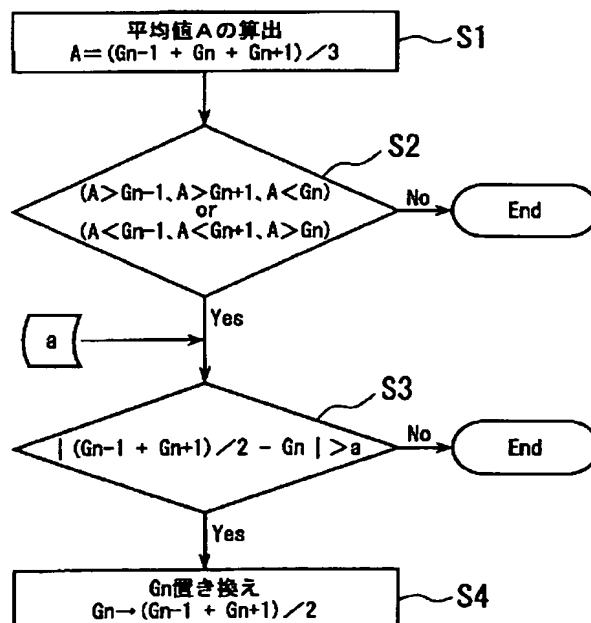 平均値Aの算出
A=(Gn-1 + Gn + Gn+1)/3
S1
S2
(A>Gn-1、A>Gn+1、A<Gn)
or
(A<Gn-1、A<Gn+1、A>Gn)
No
End
Yes
a
S3
| (Gn-1 + Gn+1)/2 - Gn | >a
No
End
Yes
Gn置き換え
Gn→(Gn-1 + Gn+1)/2
S4